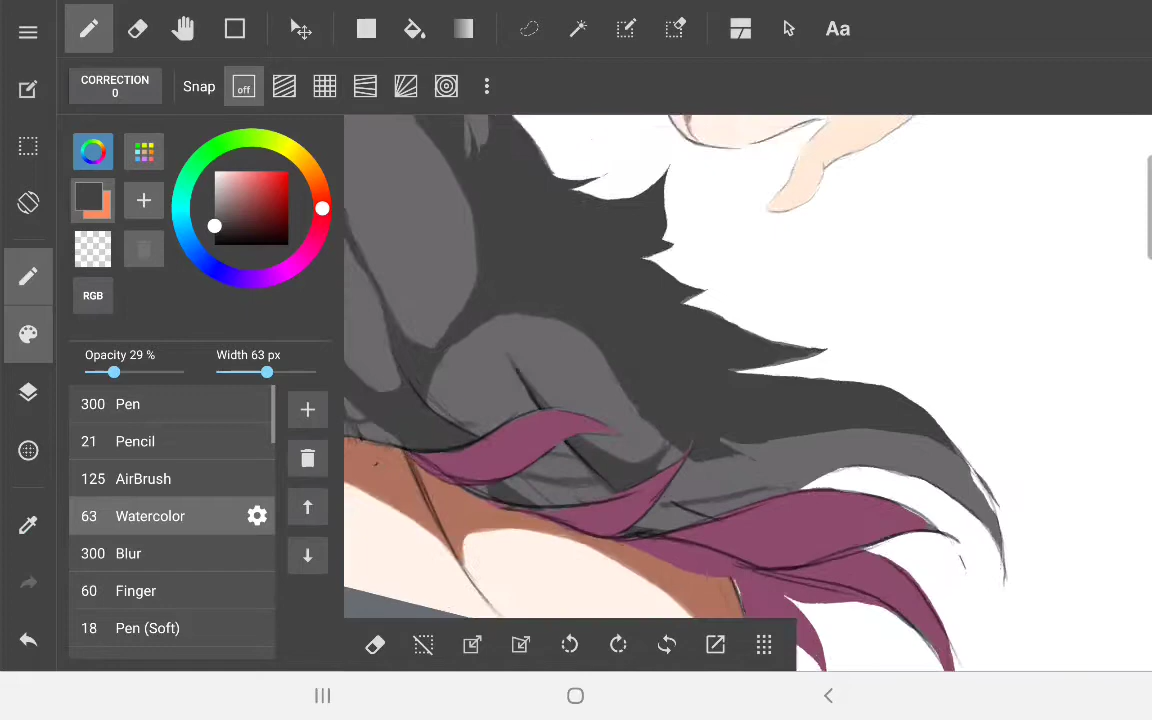 Aa
CORRECTION
0
Snap
off
RGB
Opacity 29 %
Width 63 px
300 Pen
21 Pencil
125 AirBrush
63 Watercolor
300 Blur
60 Finger
18 Pen (Soft)